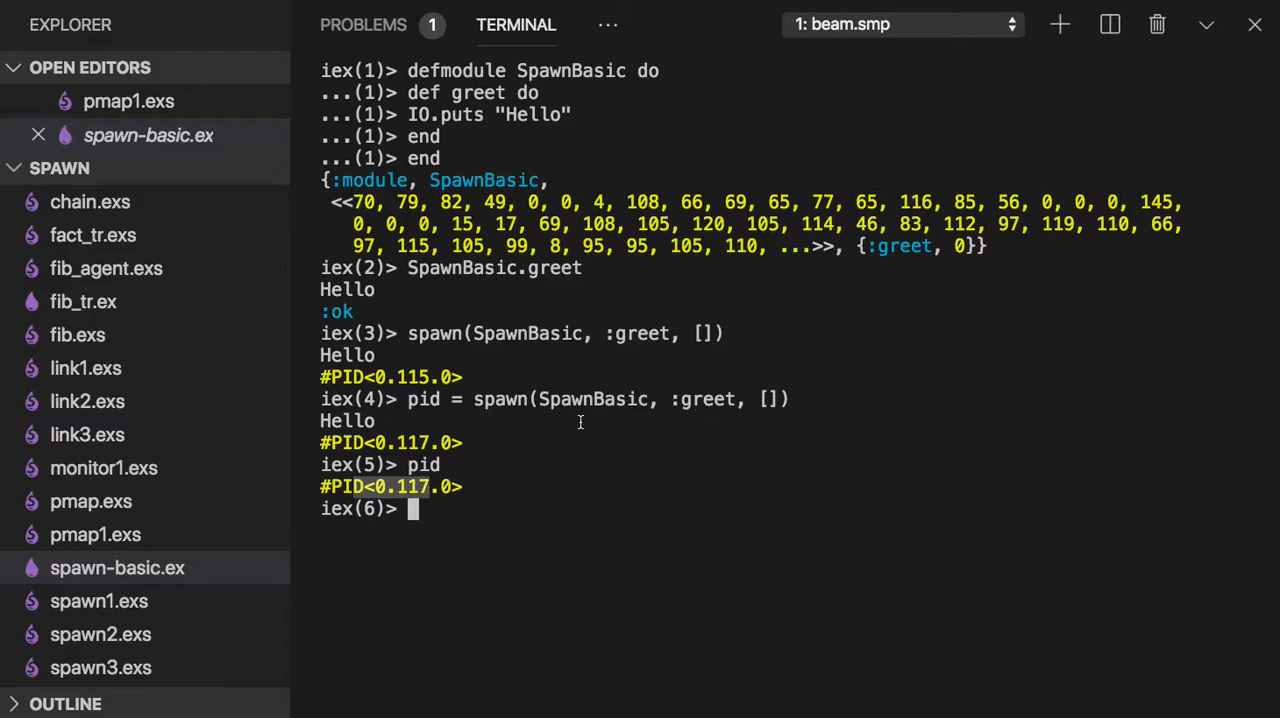 EXPLORER
OPEN EDITORS
pmap1.exs
spawn-basic.ex
SPAWN
chain.exs
fact_tr.exs
fib_agent.exs
fib_tr.ex
fib.exs
link1.exs
link2.exs
link3.exs
monitor1.exs
pmap.exs
pmap1.exs
spawn-basic.ex
spawn1.exs
spawn2.exs
spawn3.exs
OUTLINE
PROBLEMS 1 TERMINAL ··· 1: beam.smp
iex(1)> defmodule SpawnBasic do
...(1)> def greet do
...(1)> IO.puts "Hello"
...(1)> end
...(1)> end
{:module, SpawnBasic,
<<70, 79, 82, 49, 0, 0, 4, 108, 66, 69, 65, 77, 65, 116, 85, 56, 0, 0, 0, 145,
0, 0, 0, 15, 17, 69, 108, 105, 120, 105, 114, 46, 83, 112, 97, 119, 110, 66,
97, 115, 105, 99, 8, 95, 95, 105, 110, ...>>, {:greet, 0}}
iex(2)> SpawnBasic.greet
Hello
:ok
iex(3)> spawn(SpawnBasic, :greet, [])
Hello
#PID<0.115.0>
iex(4)> pid = spawn(SpawnBasic, :greet, [])
Hello
#PID<0.117.0>
iex(5)> pid
#PID<0.117.0>
iex(6)>